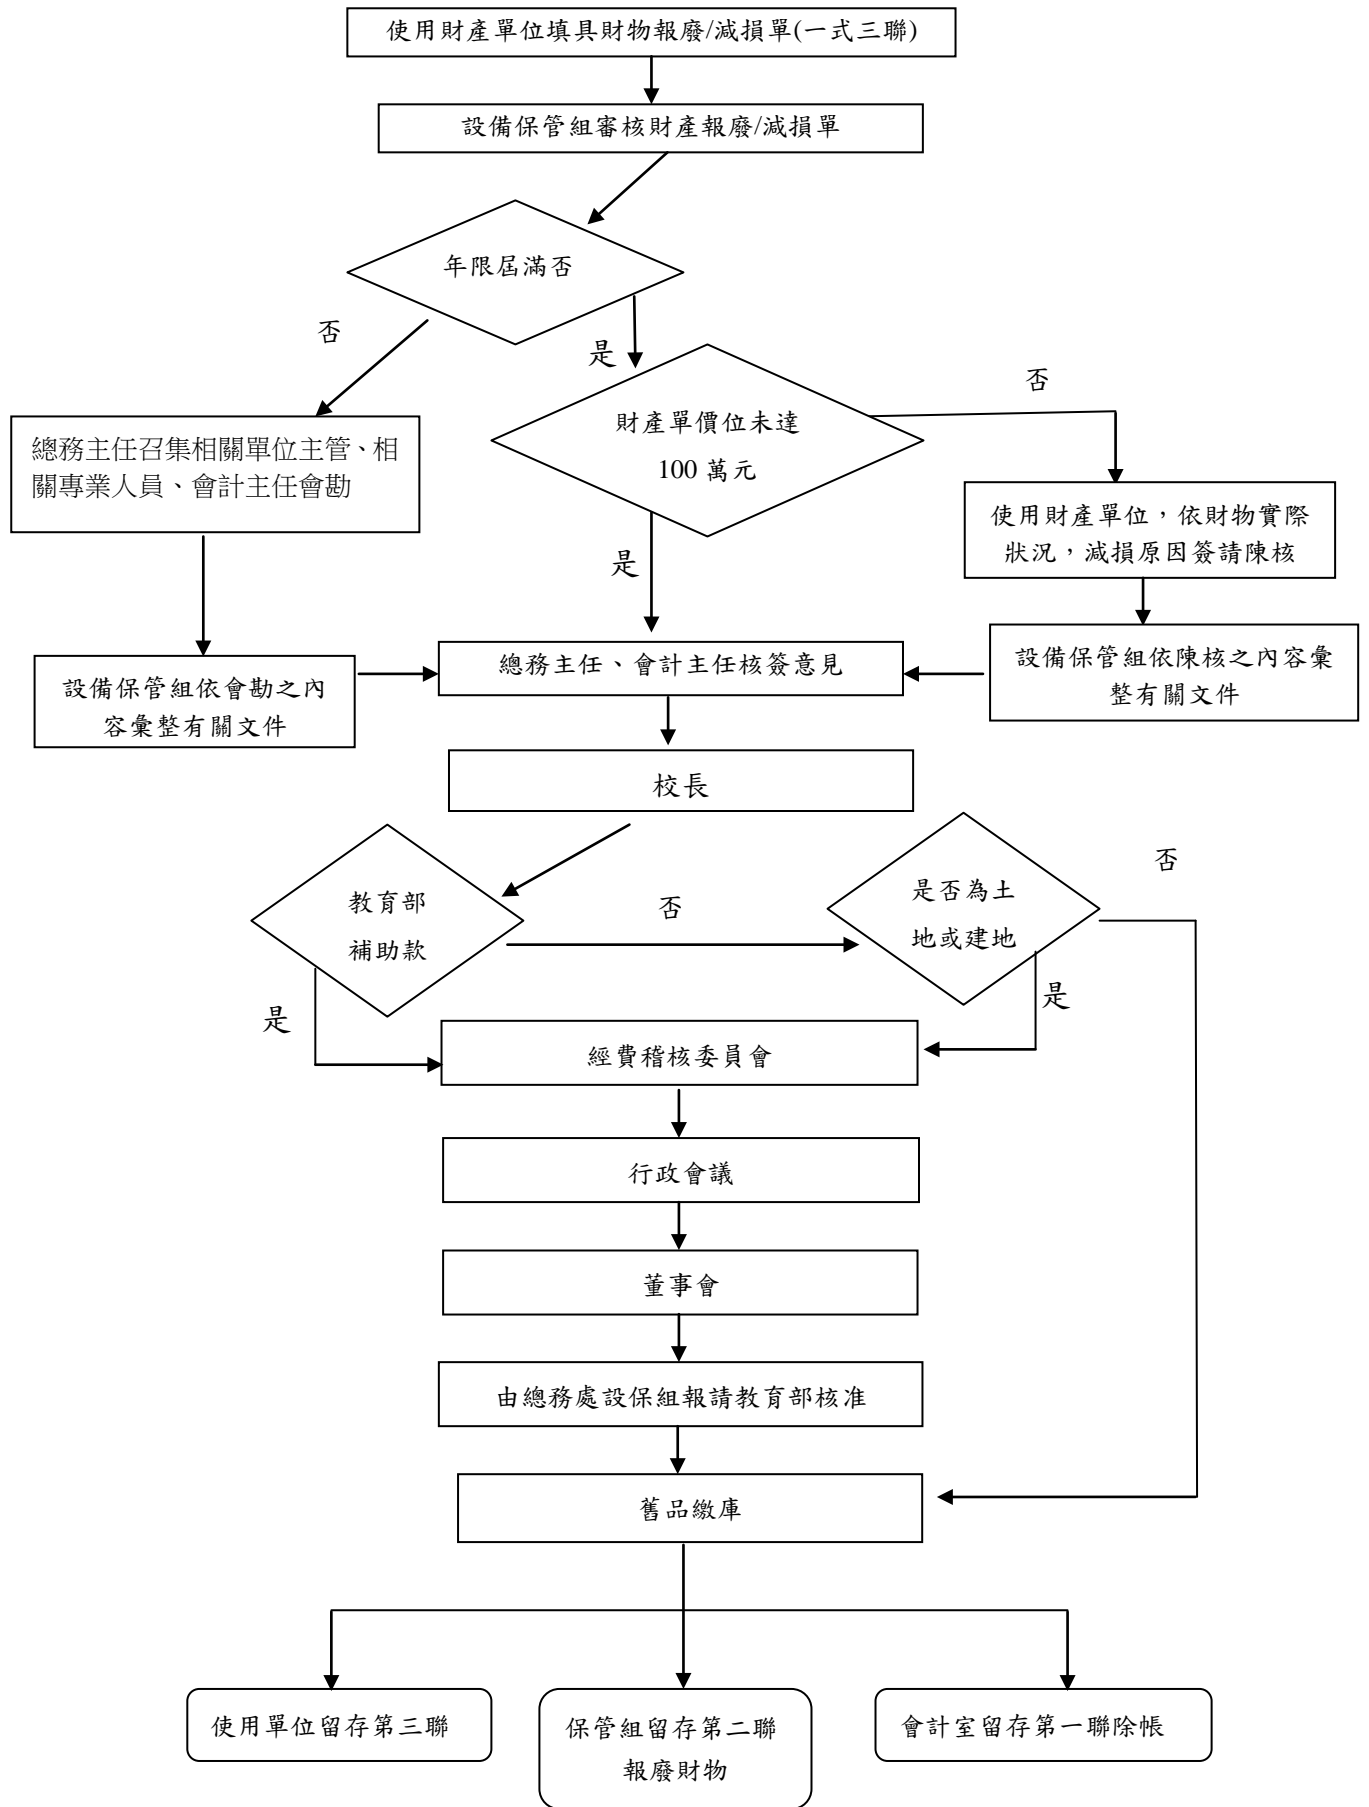 使用財產單位填具財物報廢/減損單(一式三聯)
設備保管組審核財產報廢/減損單
年限屆滿否
否
是
財產單價位未達
100 萬元
否
總務主任召集相關單位主管、相
關專業人員、會計主任會勘
使用財產單位，依財物實際
狀況，減損原因簽請陳核
是
設備保管組依會勘之內
容彙整有關文件
總務主任、會計主任核簽意見
設備保管組依陳核之內容彙
整有關文件
校長
教育部
補助款
否
是否為土
地或建地
否
是
是
經費稽核委員會
行政會議
董事會
由總務處設保組報請教育部核准
舊品繳庫
使用單位留存第三聯
保管組留存第二聯
報廢財物
會計室留存第一聯除帳